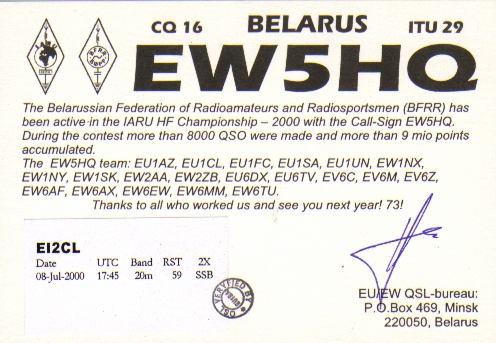 CQ 16 BELARUS ITU 29
EW5HQ
The Belarussian Federation of Radioamateurs and Radiosportsmen (BFRR) has
been active in the IARU HF Championship – 2000 with the Call-Sign EW5HQ.
During the contest more than 8000 QSO were made and more than 9 mio points
accumulated.
The EW5HQ team: EU1AZ, EU1CL, EU1FC, EU1SA, EU1UN, EW1NX,
EW1NY, EW1SK, EW2AA, EW2ZB, EU6DX, EU6TV, EV6C, EV6M, EV6Z,
EW6AF, EW6AX, EW6EW, EW6MM, EW6TU.
Thanks to all who worked us and see you next year! 73!
EI2CL
Date UTC Band RST 2X
08-Jul-2000 17:45 20m 59 SSB
VERYFIED BY
QSL
EU/EW QSL-bureau:
P.O.Box 469, Minsk
220050, Belarus